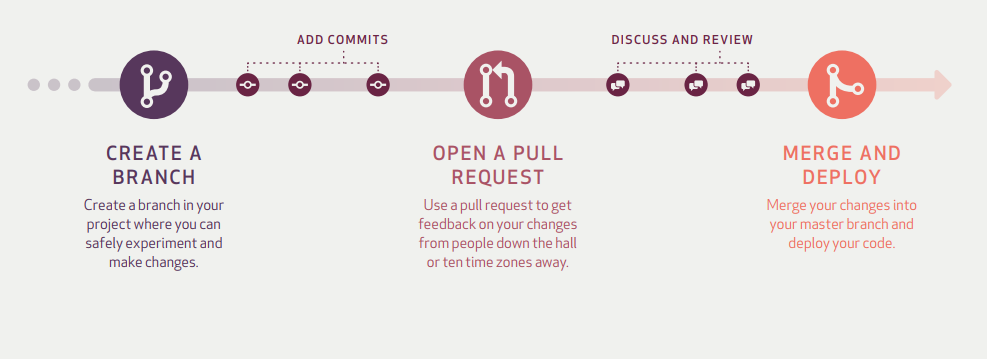 ADD COMMITS
DISCUSS AND REVIEW
CREATE A
BRANCH
Create a branch in your
project where you can
safely experiment and
make changes.
OPEN A PULL
REQUEST
Use a pull request to get
feedback on your changes
from people down the hall
or ten time zones away.
MERGE AND
DEPLOY
Merge your changes into
your master branch and
deploy your code.